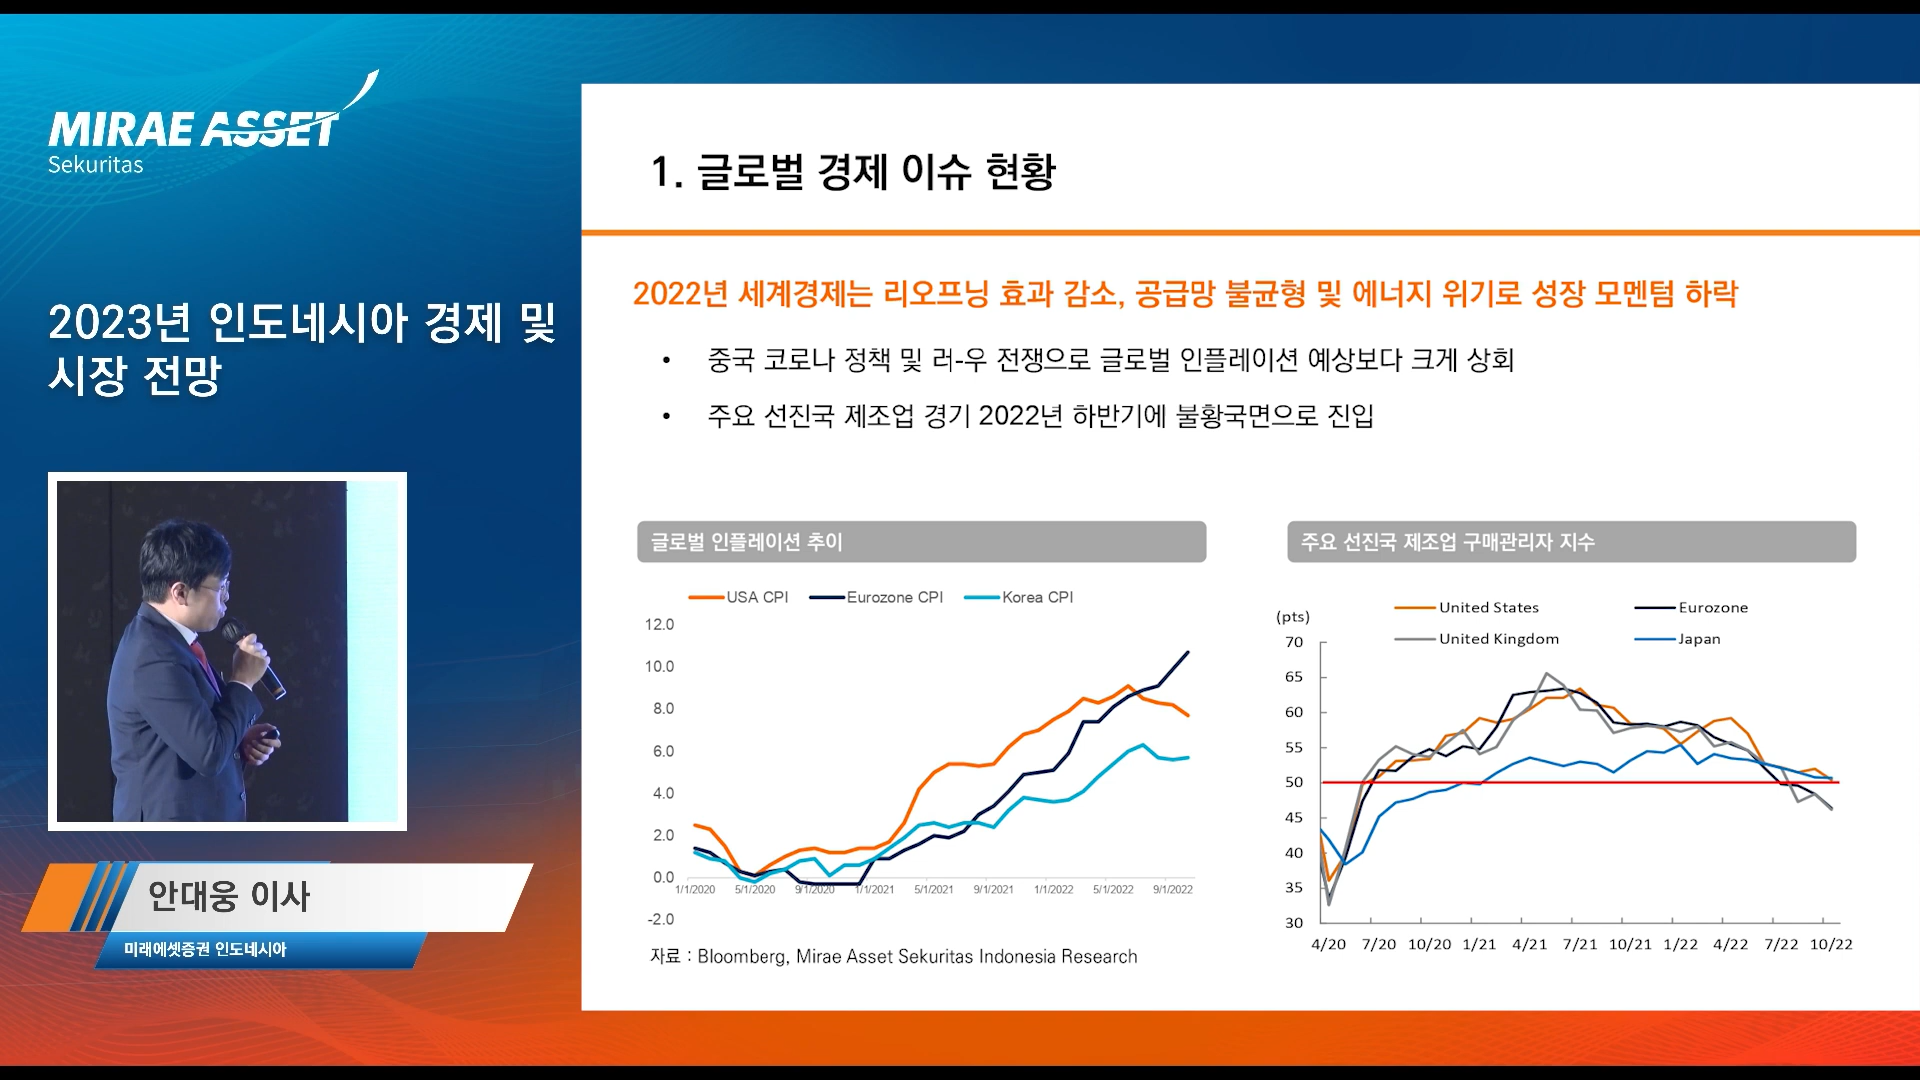 MIRAE ASSET
Sekuritas
2023년 인도네시아 경제 및
시장 전망
안대웅 이사
미래에셋증권 인도네시아
1. 글로벌 경제 이슈 현황
2022년 세계경제는 리오프닝 효과 감소, 공급망 불균형 및 에너지 위기로 성장 모멘텀 하락
• 중국 코로나 정책 및 러-우 전쟁으로 글로벌 인플레이션 예상보다 크게 상회
• 주요 선진국 제조업 경기 2022년 하반기에 불황국면으로 진입
글로벌 인플레이션 추이
USA CPI Eurozone CPI Korea CPI
12.0
10.0
8.0
6.0
4.0
2.0
0.0
-2.0
1/1/2020 5/1/2020 9/1/2020 1/1/2021 5/1/2021 9/1/2021 1/1/2022 5/1/2022 9/1/2022
자료 : Bloomberg, Mirae Asset Sekuritas Indonesia Research
주요 선진국 제조업 구매관리자 지수
(pts)
United States Eurozone
United Kingdom Japan
70
65
60
55
50
45
40
35
30
4/20 7/20 10/20 1/21 4/21 7/21 10/21 1/22 4/22 7/22 10/22